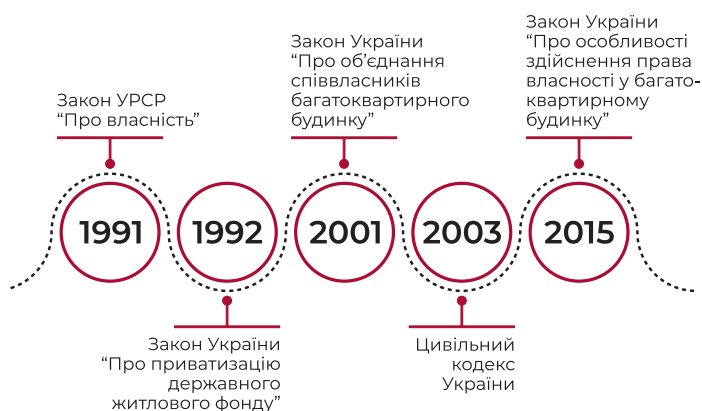 Закон УРСР
“Про власність”
1991
Закон України
“Про приватизацію
державного
житлового фонду”
1992
Закон України
“Про об’єднання
співвласників
багатоквартирного
будинку”
2001
Цивільний
кодекс
України
2003
Закон України
“Про особливості
здійснення права
власності у багато-
квартирному
будинку”
2015